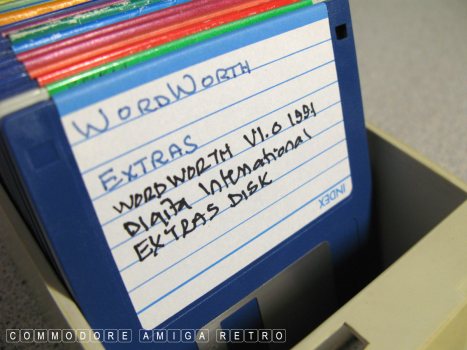 WORDWORTH
EXTRAS
WORDWORTH V1.0 1991
Digita International
EXTRAS DISK
INDEX
COMMODORE AMIGA RETRO